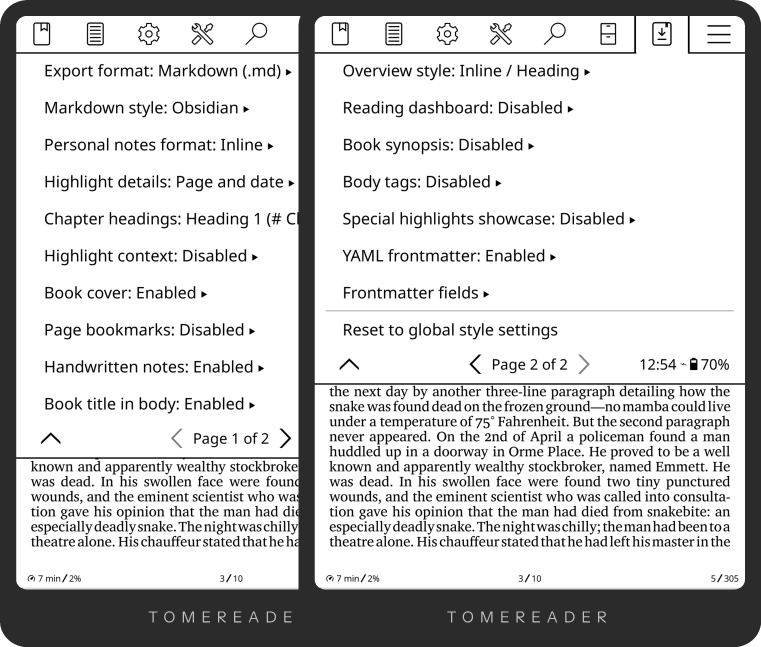 Export format: Markdown (.md) ▸
Markdown style: Obsidian ▸
Personal notes format: Inline ▸
Highlight details: Page and date ▸
Chapter headings: Heading 1 (# Cl
Highlight context: Disabled ▸
Book cover: Enabled ▸
Page bookmarks: Disabled ▸
Handwritten notes: Enabled ▸
Book title in body: Enabled ▸
Page 1 of 2
known and apparently wealthy stockbroke
was dead. In his swollen face were found
wounds, and the eminent scientist who was
tion gave his opinion that the man had die
especially deadly snake. The night was chilly
theatre alone. His chauffeur stated that he ha
7 min / 2%
3 / 10
TOMEREADE
Overview style: Inline / Heading ▸
Reading dashboard: Disabled ▸
Book synopsis: Disabled ▸
Body tags: Disabled ▸
Special highlights showcase: Disabled ▸
YAML frontmatter: Enabled ▸
Frontmatter fields ▸
Reset to global style settings
Page 2 of 2
12:54 ~ 70%
the next day by another three-line paragraph detailing how the
snake was found dead on the frozen ground—no mamba could live
under a temperature of 75° Fahrenheit. But the second paragraph
never appeared. On the 2nd of April a policeman found a man
huddled up in a doorway in Orme Place. He proved to be a well
known and apparently wealthy stockbroker, named Emmett. He
was dead. In his swollen face were found two tiny punctured
wounds, and the eminent scientist who was called into consulta-
tion gave his opinion that the man had died from snakebite: an
especially deadly snake. The night was chilly; the man had been to a
theatre alone. His chauffeur stated that he had left his master in the
7 min / 2%
3 / 10
5 / 305
TOMEREADER